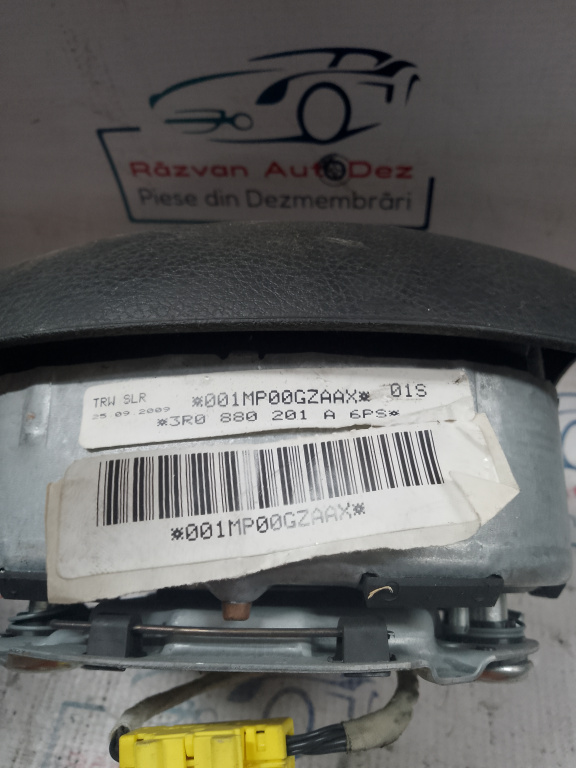 Răzvan AutoDez
Piese din Dezmembrări
TRW SLR *001MP00GZAAX* 01S
25.09.2009
*3R0 880 201 A 6PS*
*001MP00GZAAX*